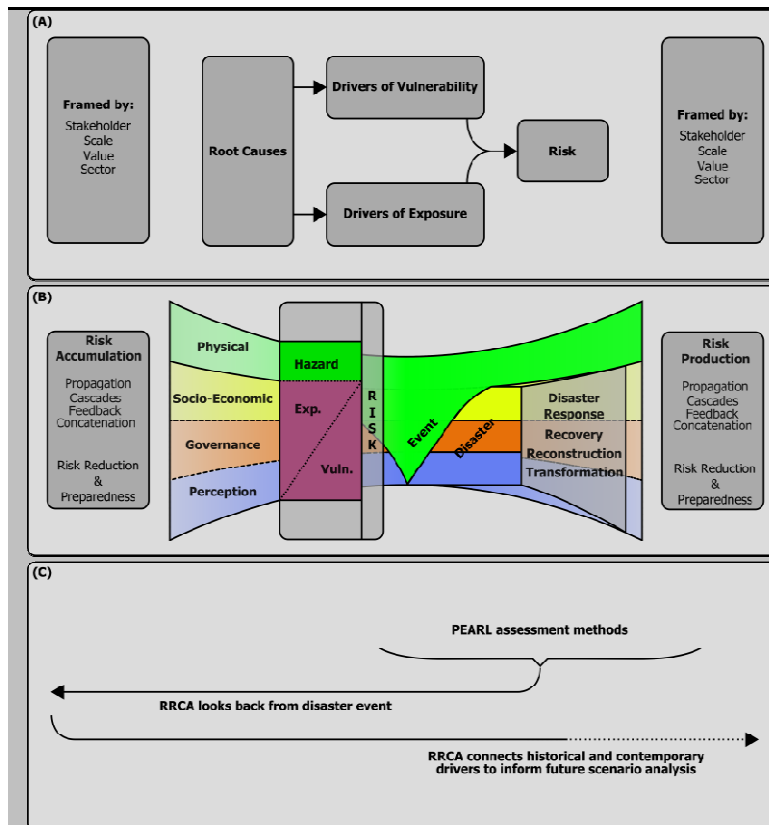 (A)
Framed by:
Stakeholder
Scale
Value
Sector
Root Causes
Drivers of Vulnerability
Drivers of Exposure
Risk
Framed by:
Stakeholder
Scale
Value
Sector
(B)
Risk
Accumulation
Propagation
Cascades
Feedback
Concatenation
Risk Reduction
&
Preparedness
Physical
Socio-Economic
Governance
Perception
Hazard
Exp.
Vuln.
R
I
S
K
Event
Disaster
Disaster
Response
Recovery
Reconstruction
Transformation
Risk
Production
Propagation
Cascades
Feedback
Concatenation
Risk Reduction
&
Preparedness
(C)
PEARL assessment methods
RRCA looks back from disaster event
RRCA connects historical and contemporary
drivers to inform future scenario analysis